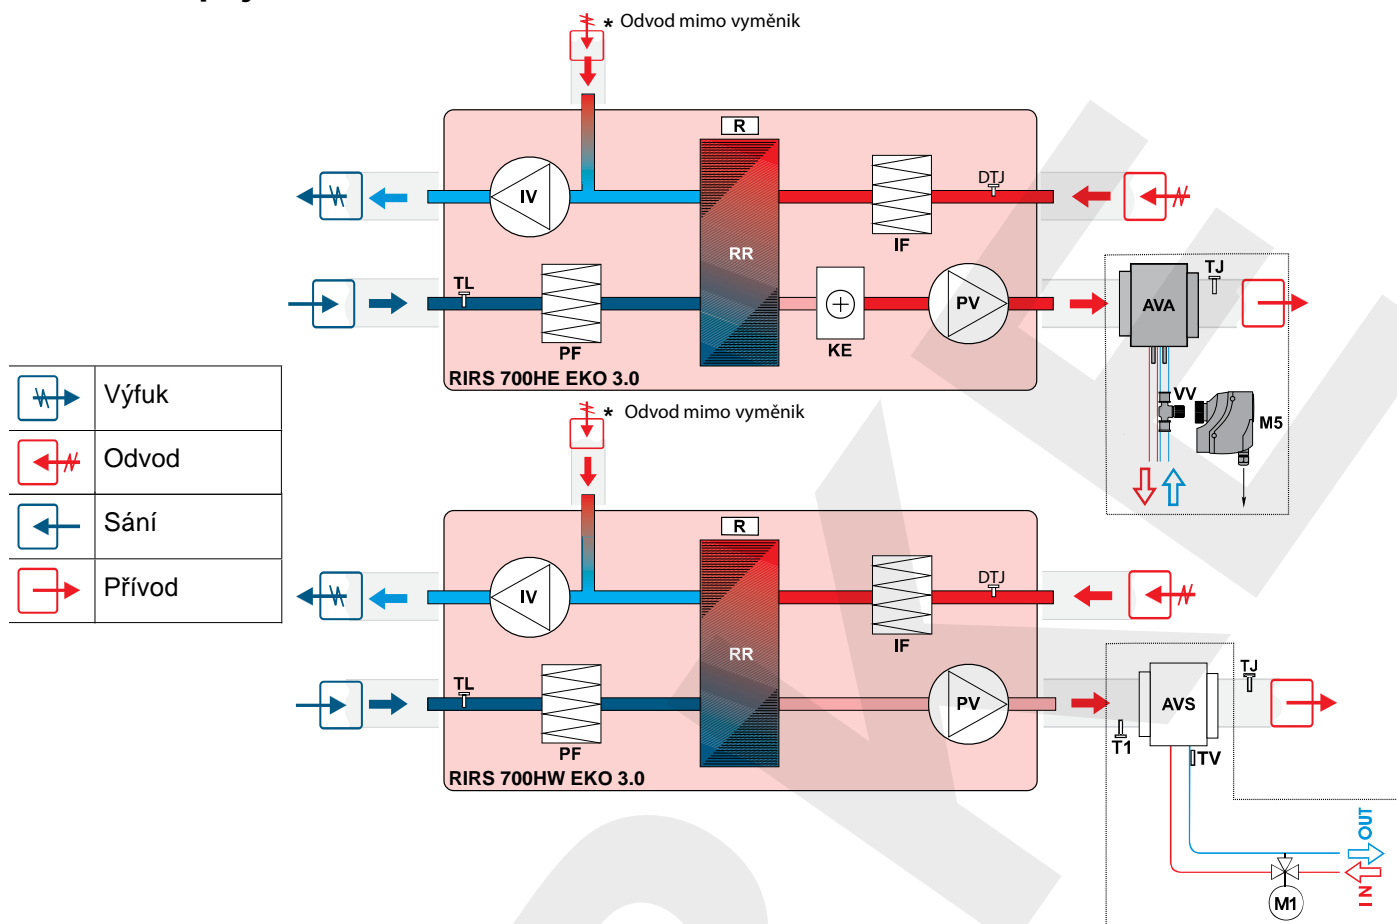 * Odvod mimo vyměnik
R
IV
DTJ
IF
RR
TL
PF
KE
PV
RIRS 700HE EKO 3.0
TJ
AVA
VV
M5
Výfuk
Odvod
Sání
Přívod
* Odvod mimo vyměnik
R
IV
DTJ
IF
RR
TL
PF
PV
RIRS 700HW EKO 3.0
TJ
AVS
T1
TV
OUT
IN
M1